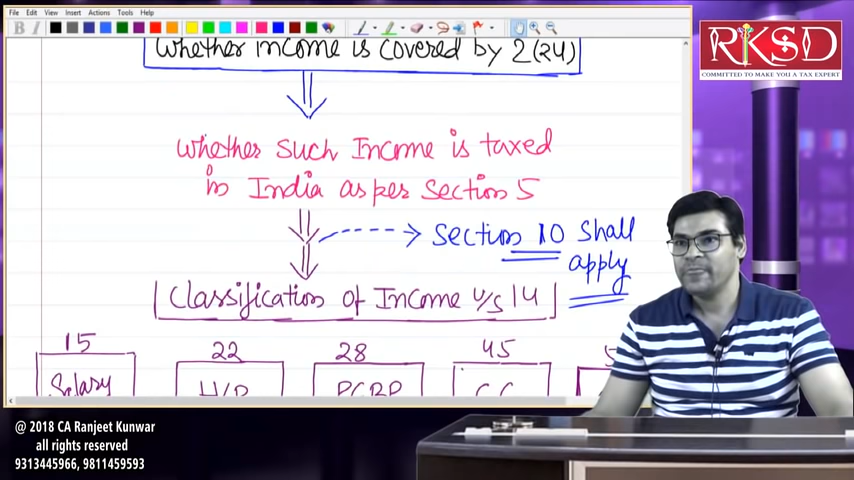 File Edit View Insert Actions Tools Help
RKSD
COMMITTED TO MAKE YOU A TAX EXPERT
Whether income is covered by 2(24)
Whether such Income is taxed
in India as per Section 5
Section 10 shall
apply
Classification of Income u/s 14
15 22 28 45 5
Salary H/P PGBP C.G.
@ 2018 CA Ranjeet Kunwar
all rights reserved
9313445966, 9811459593